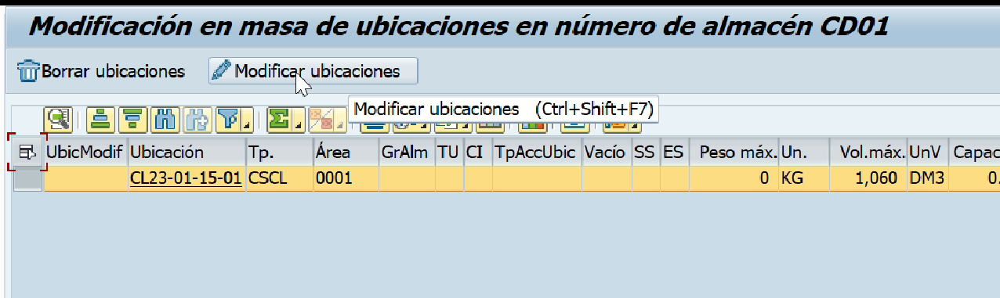 Modificación en masa de ubicaciones en número de almacén CD01
Borrar ubicaciones Modificar ubicaciones
Modificar ubicaciones (Ctrl+Shift+F7)
UbicModif Ubicación Tp. Área GrAlm TU CI TpAccUbic Vacío SS ES Peso máx. Un. Vol.máx. UnV Capac
CL23-01-15-01 CSCL 0001 0 KG 1,060 DM3 0.